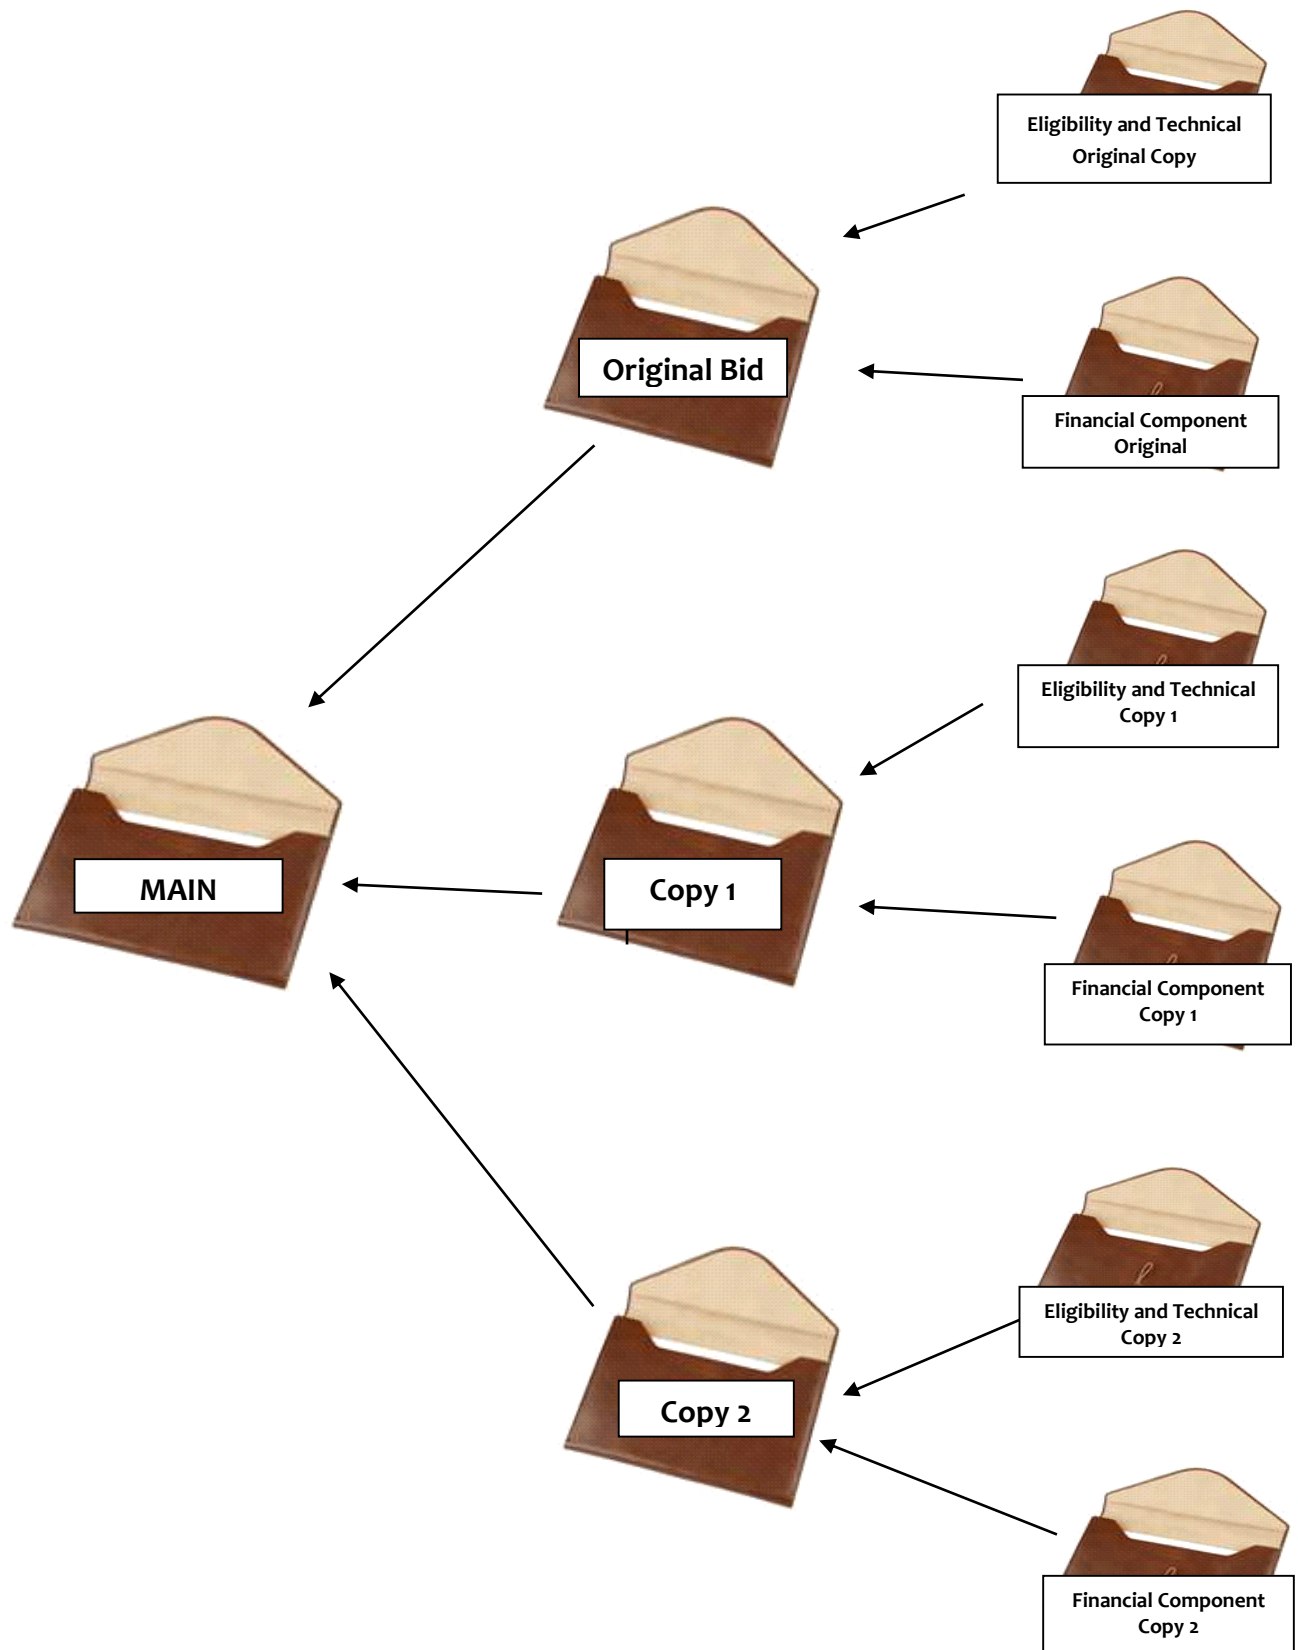 Eligibility and Technical
Original Copy
Original Bid
Financial Component
Original
Eligibility and Technical
Copy 1
MAIN
Copy 1
Financial Component
Copy 1
Eligibility and Technical
Copy 2
Copy 2
Financial Component
Copy 2